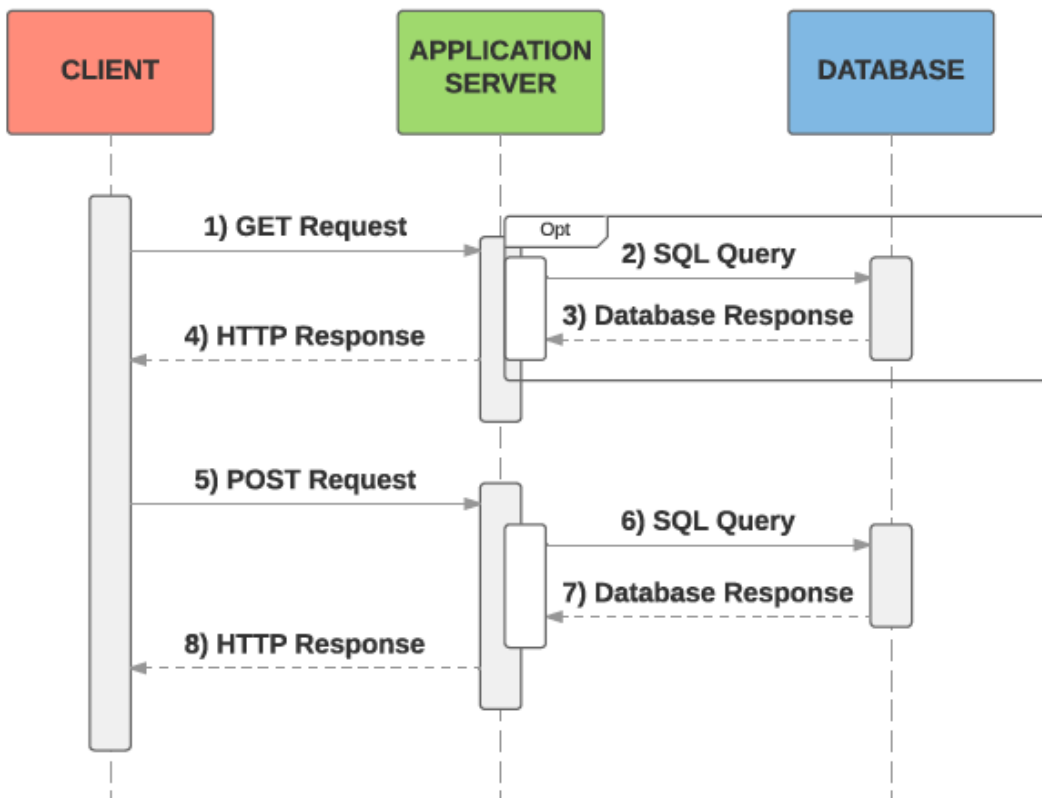 CLIENT
APPLICATION
SERVER
DATABASE
1) GET Request
Opt
2) SQL Query
3) Database Response
4) HTTP Response
5) POST Request
6) SQL Query
7) Database Response
8) HTTP Response